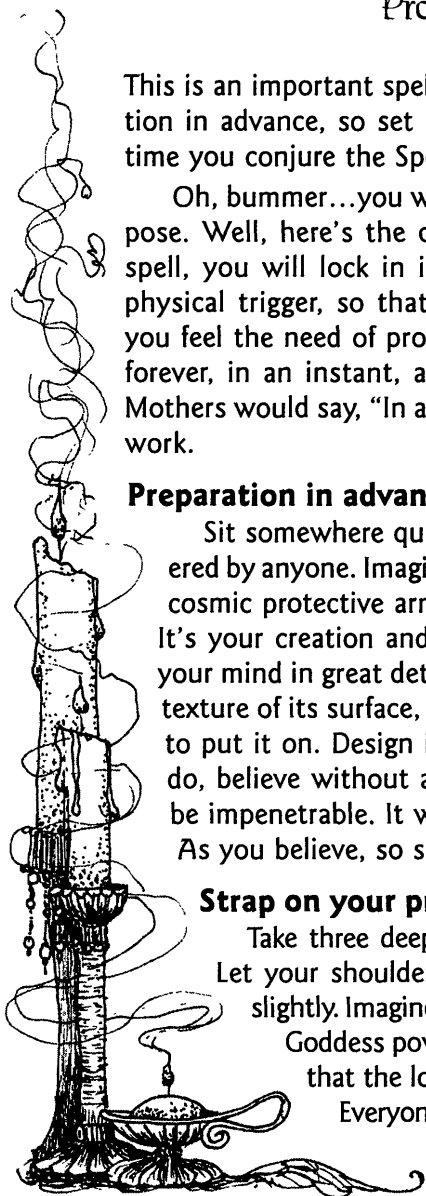 Pro
This is an important spel
tion in advance, so set
time you conjure the Spe
Oh, bummer...you w
pose. Well, here's the c
spell, you will lock in i
physical trigger, so that
you feel the need of pro
forever, in an instant, a
Mothers would say, “In a
work.
Preparation in advan
Sit somewhere qu
ered by anyone. Imagi
cosmic protective arr
It's your creation and
your mind in great det
texture of its surface,
to put it on. Design i
do, believe without a
be impenetrable. It w
As you believe, so s
Strap on your pr
Take three deep
Let your shoulde
slightly. Imagine
Goddess pow
that the lo
Everyon